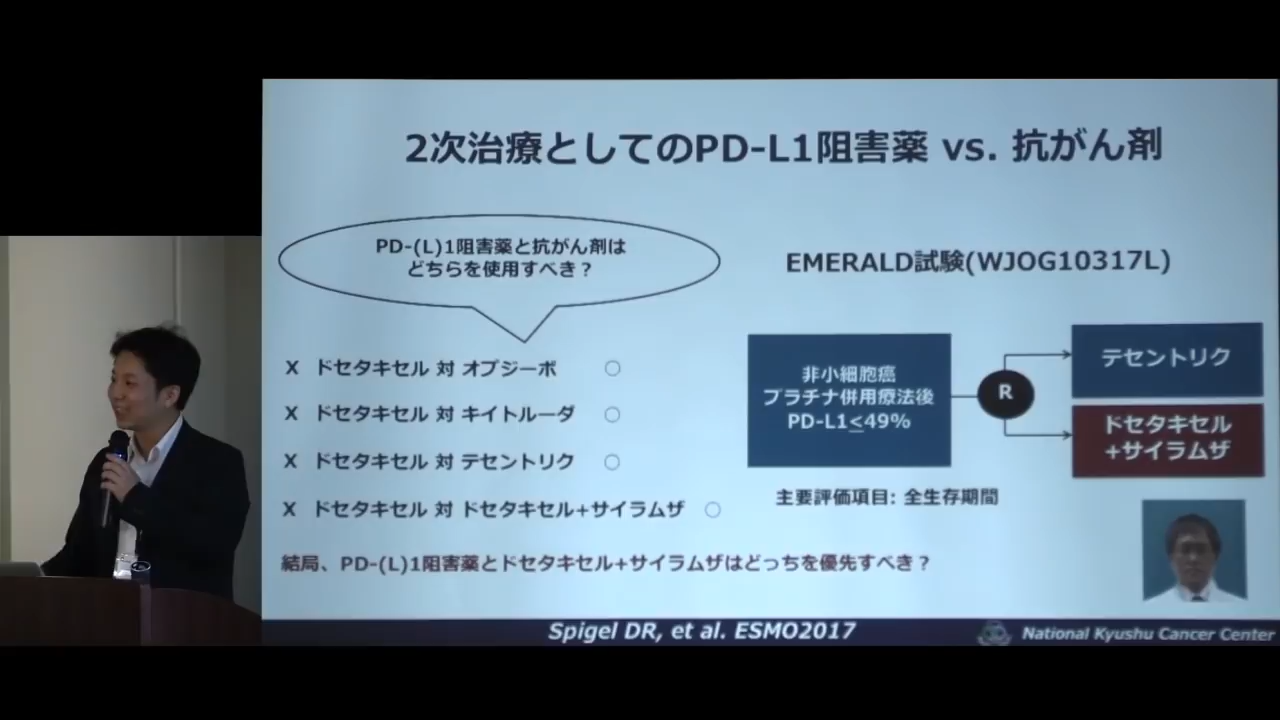 2次治療としてのPD-L1阻害薬 vs. 抗がん剤
PD-(L)1阻害薬と抗がん剤は
どちらを使用すべき？
X ドセタキセル 対 オプジーボ ○
X ドセタキセル 対 キイトルーダ ○
X ドセタキセル 対 テセントリク ○
X ドセタキセル 対 ドセタキセル+サイラムザ ○
結局、PD-(L)1阻害薬とドセタキセル+サイラムザはどっちを優先すべき？
EMERALD試験(WJOG10317L)
非小細胞癌
プラチナ併用療法後
PD-L1≤49%
R
テセントリク
ドセタキセル
+サイラムザ
主要評価項目: 全生存期間
Spigel DR, et al. ESMO2017
National Kyushu Cancer Center